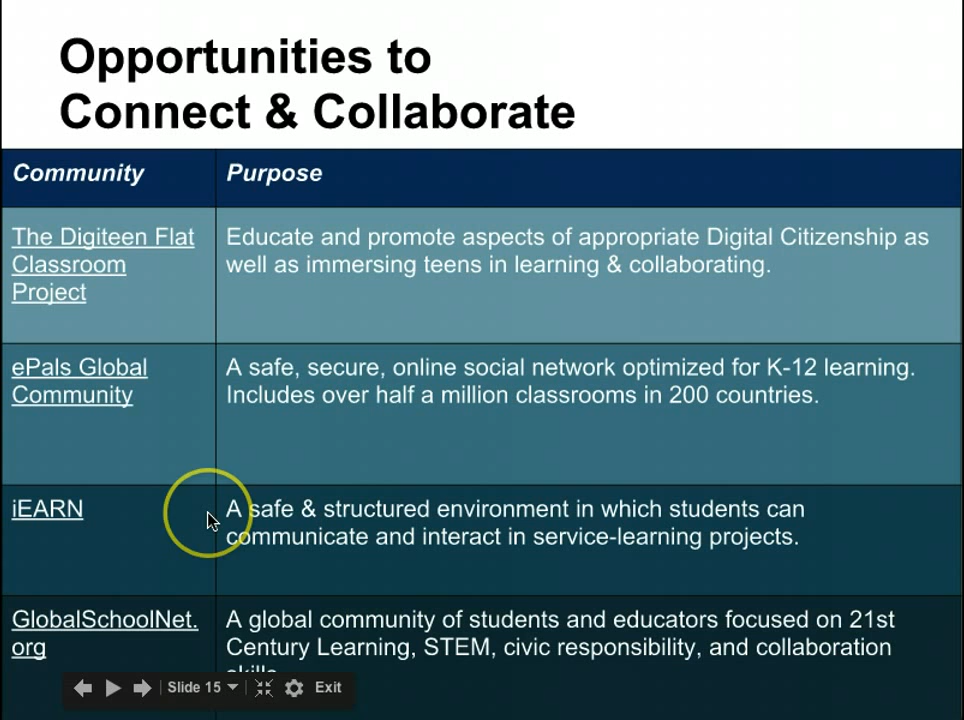 Opportunities to
Connect & Collaborate
Community
Purpose
The Digiteen Flat
Classroom
Project
Educate and promote aspects of appropriate Digital Citizenship as
well as immersing teens in learning & collaborating.
ePals Global
Community
A safe, secure, online social network optimized for K-12 learning.
Includes over half a million classrooms in 200 countries.
iEARN
A safe & structured environment in which students can
communicate and interact in service-learning projects.
GlobalSchoolNet.
org
A global community of students and educators focused on 21st
Century Learning, STEM, civic responsibility, and collaboration
skills.
Slide 15
Exit